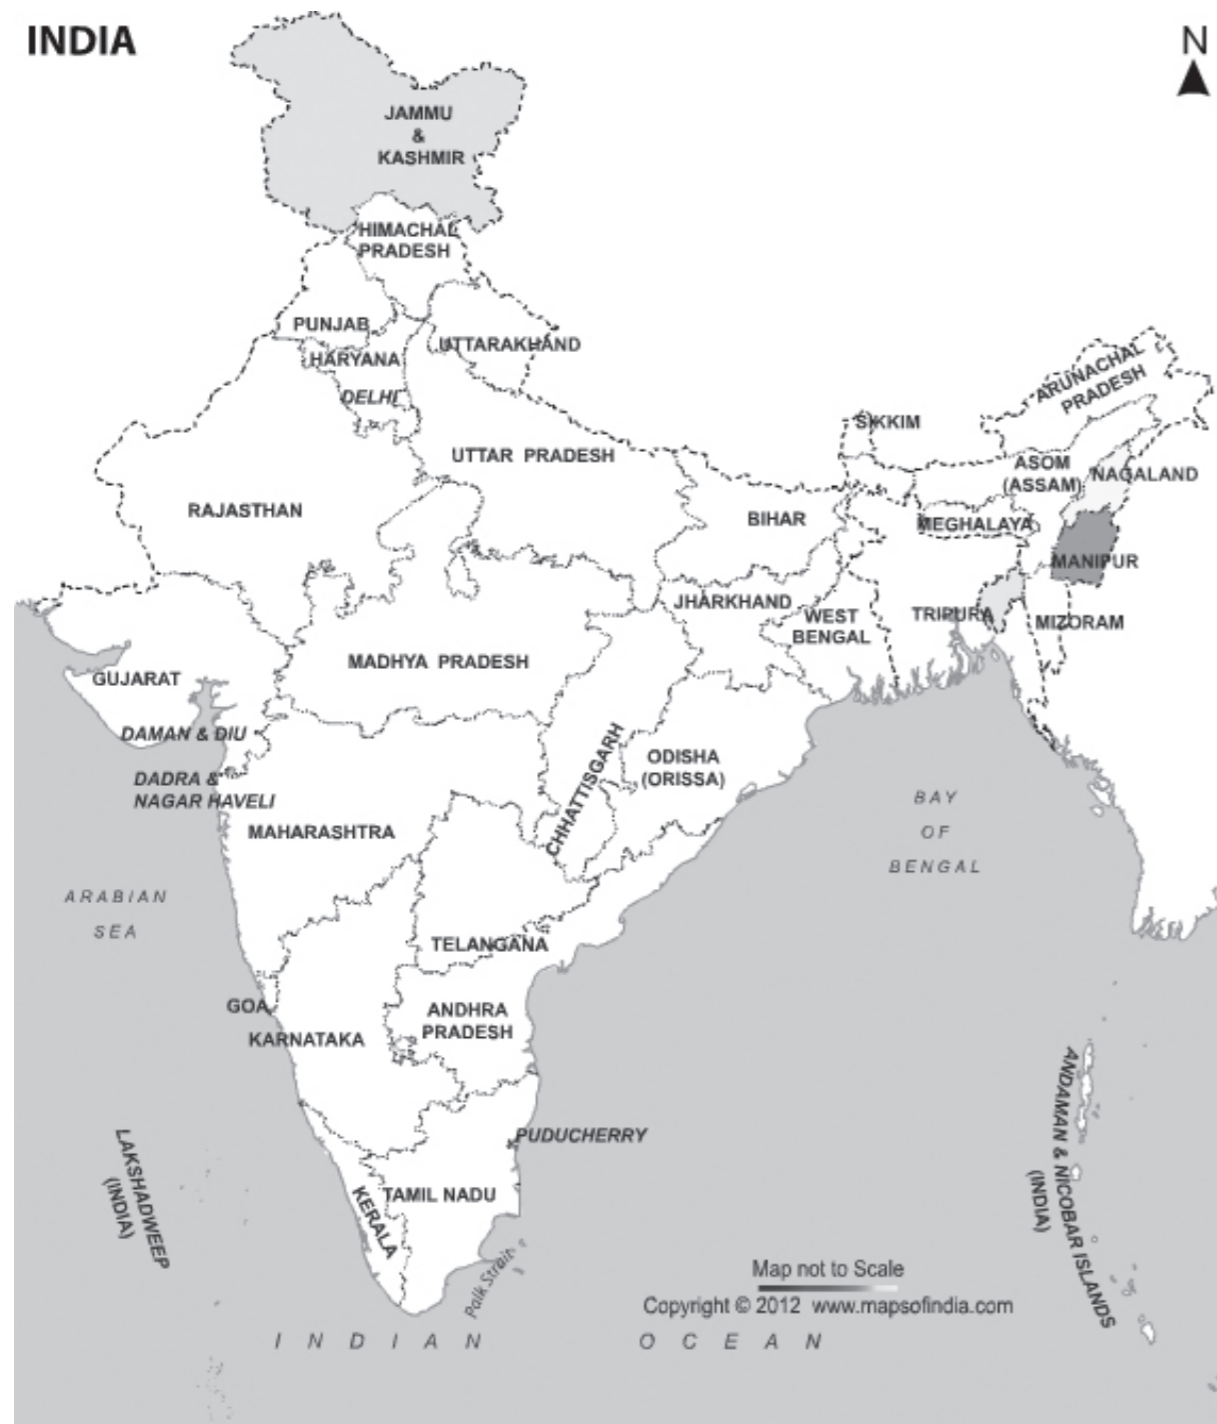 INDIA
N
JAMMU
&
KASHMIR
HIMACHAL
PRADESH
PUNJAB
UTTARAKHAND
HARYANA
DELHI
ARUNACHAL
PRADESH
SIKKIM
UTTAR PRADESH
ASOM
(ASSAM)
NAGALAND
RAJASTHAN
BIHAR
MEGHALAYA
MANIPUR
JHARKHAND
WEST
BENGAL
TRIPURA
MIZORAM
MADHYA PRADESH
GUJARAT
DAMAN & DIU
DADRA &
NAGAR HAVELI
CHHATTISGARH
ODISHA
(ORISSA)
MAHARASHTRA
BAY
OF
BENGAL
ARABIAN
SEA
TELANGANA
GOA
ANDHRA
PRADESH
KARNATAKA
ANDAMAN & NICOBAR ISLANDS
(INDIA)
PUDUCHERRY
LAKSHADWEEP
(INDIA)
KERALA
TAMIL NADU
Palk Strait
Map not to Scale
Copyright © 2012 www.mapsofindia.com
INDIAN OCEAN